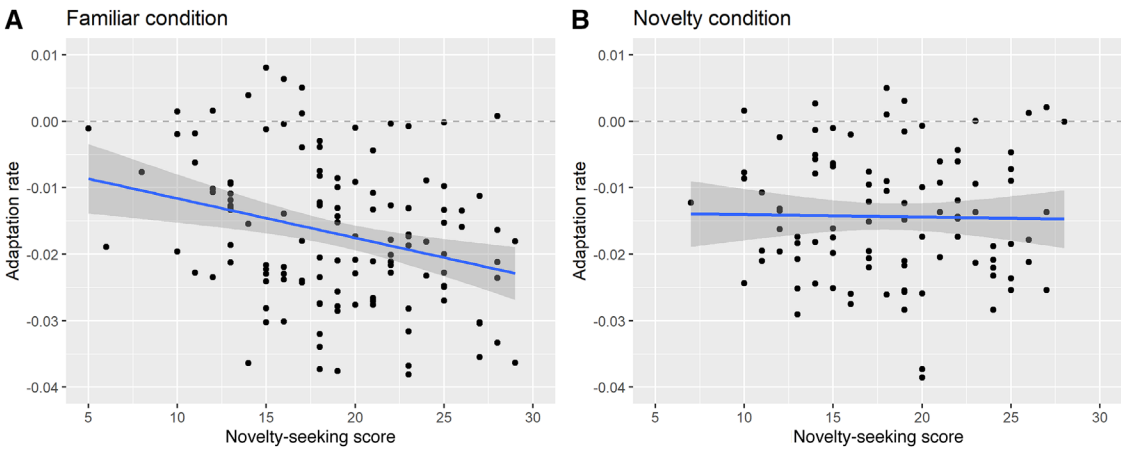 A Familiar condition
0.01
0.00
-0.01
-0.02
-0.03
-0.04
Adaptation rate
5 10 15 20 25 30
Novelty-seeking score
B Novelty condition
0.01
0.00
-0.01
-0.02
-0.03
-0.04
Adaptation rate
5 10 15 20 25 30
Novelty-seeking score